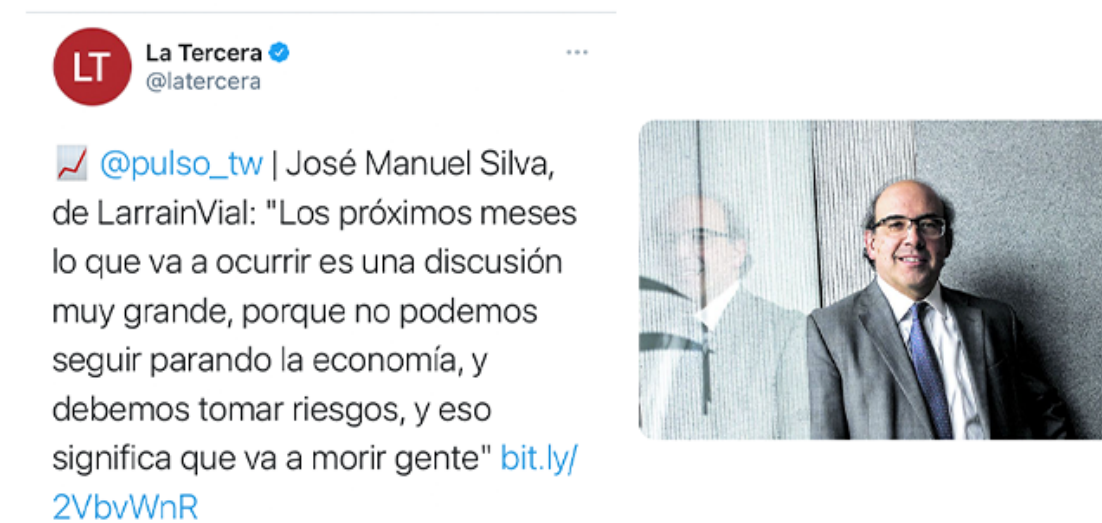 LT
La Tercera
@latercera
@pulso_tw | José Manuel Silva,
de LarrainVial: "Los próximos meses
lo que va a ocurrir es una discusión
muy grande, porque no podemos
seguir parando la economía, y
debemos tomar riesgos, y eso
significa que va a morir gente" bit.ly/
2VbvWnR